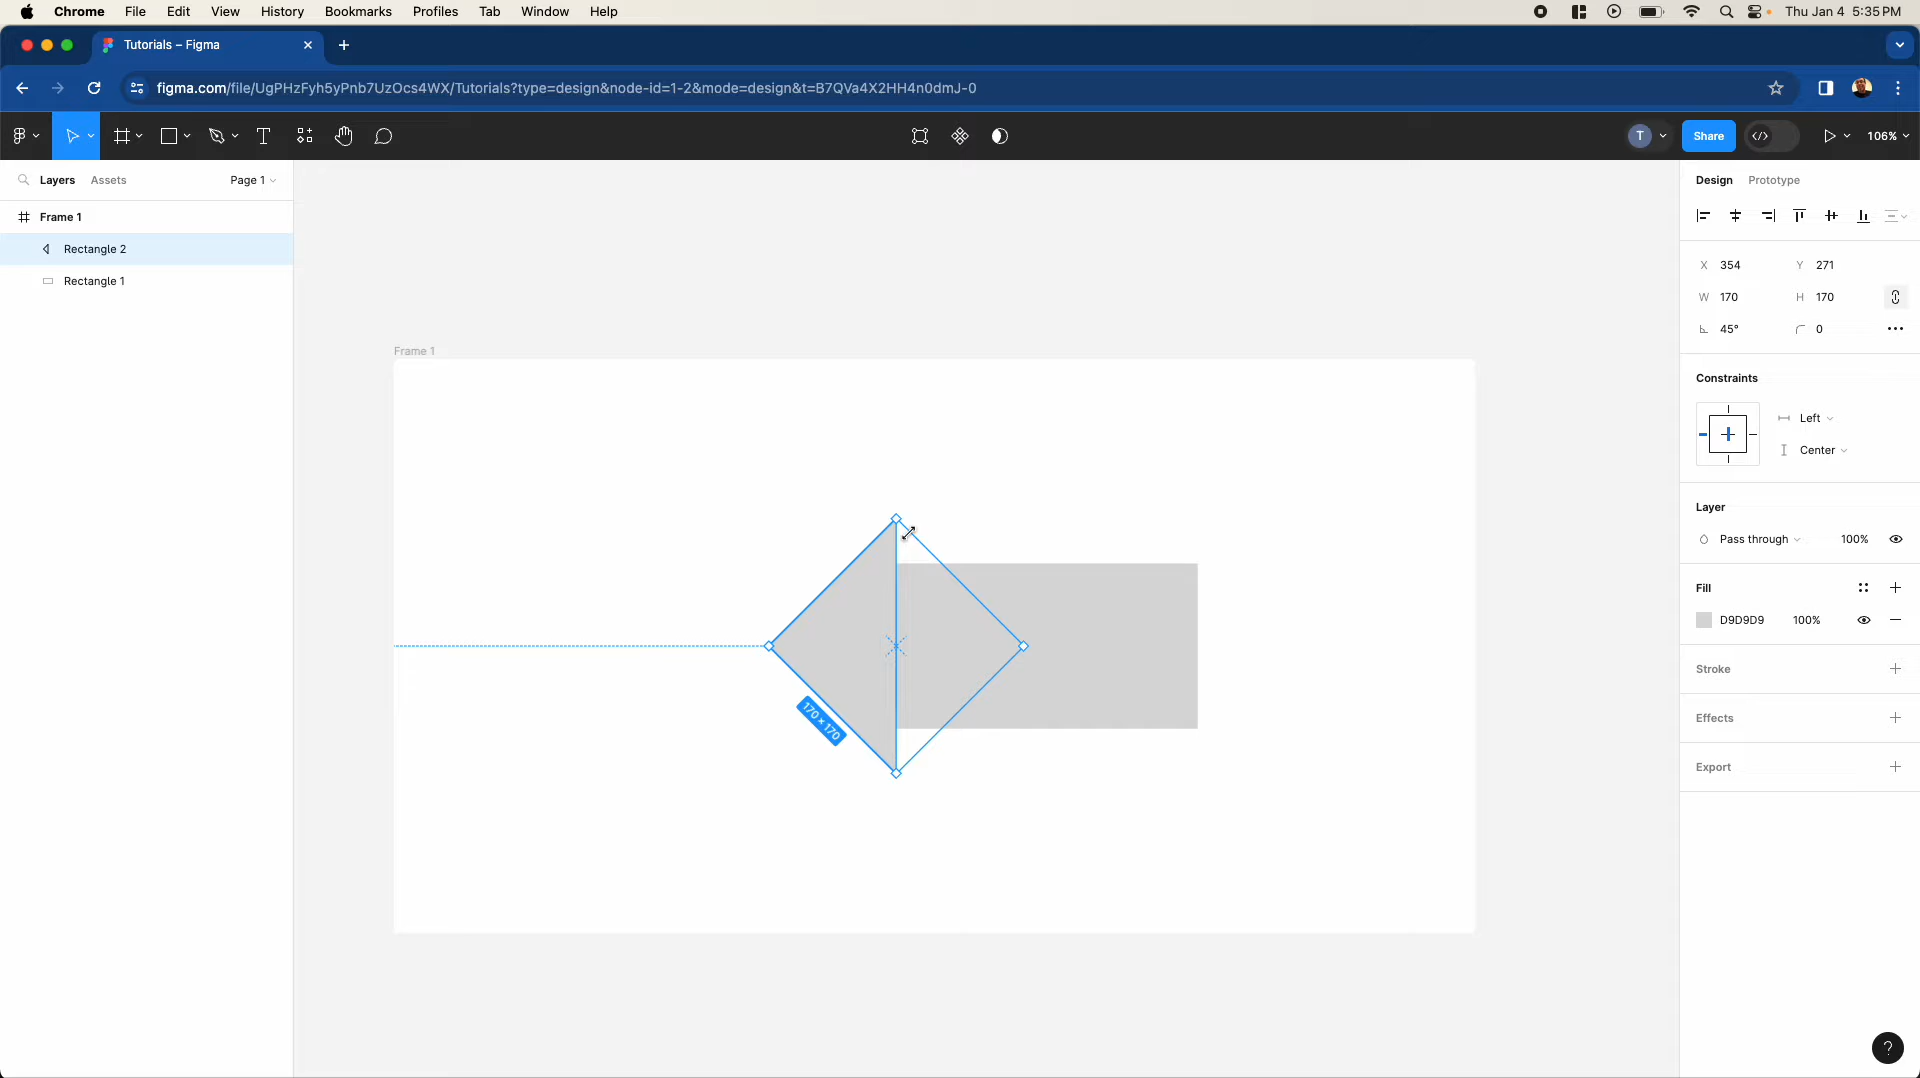 Chrome File Edit View History Bookmarks Profiles Tab Window Help
Thu Jan 4 5:35 PM
Tutorials – Figma
figma.com/file/UgPHzFyh5yPnb7UzOcs4WX/Tutorials?type=design&node-id=1-2&mode=design&t=B7QVa4X2HH4n0dmJ-0
T
Share
106%
Layers Assets Page 1
Frame 1
Rectangle 2
Rectangle 1
Frame 1
170 × 170
Design Prototype
X 354 Y 271
W 170 H 170
45° 0
Constraints
Left
Center
Layer
Pass through 100%
Fill
D9D9D9 100%
Stroke
Effects
Export
?